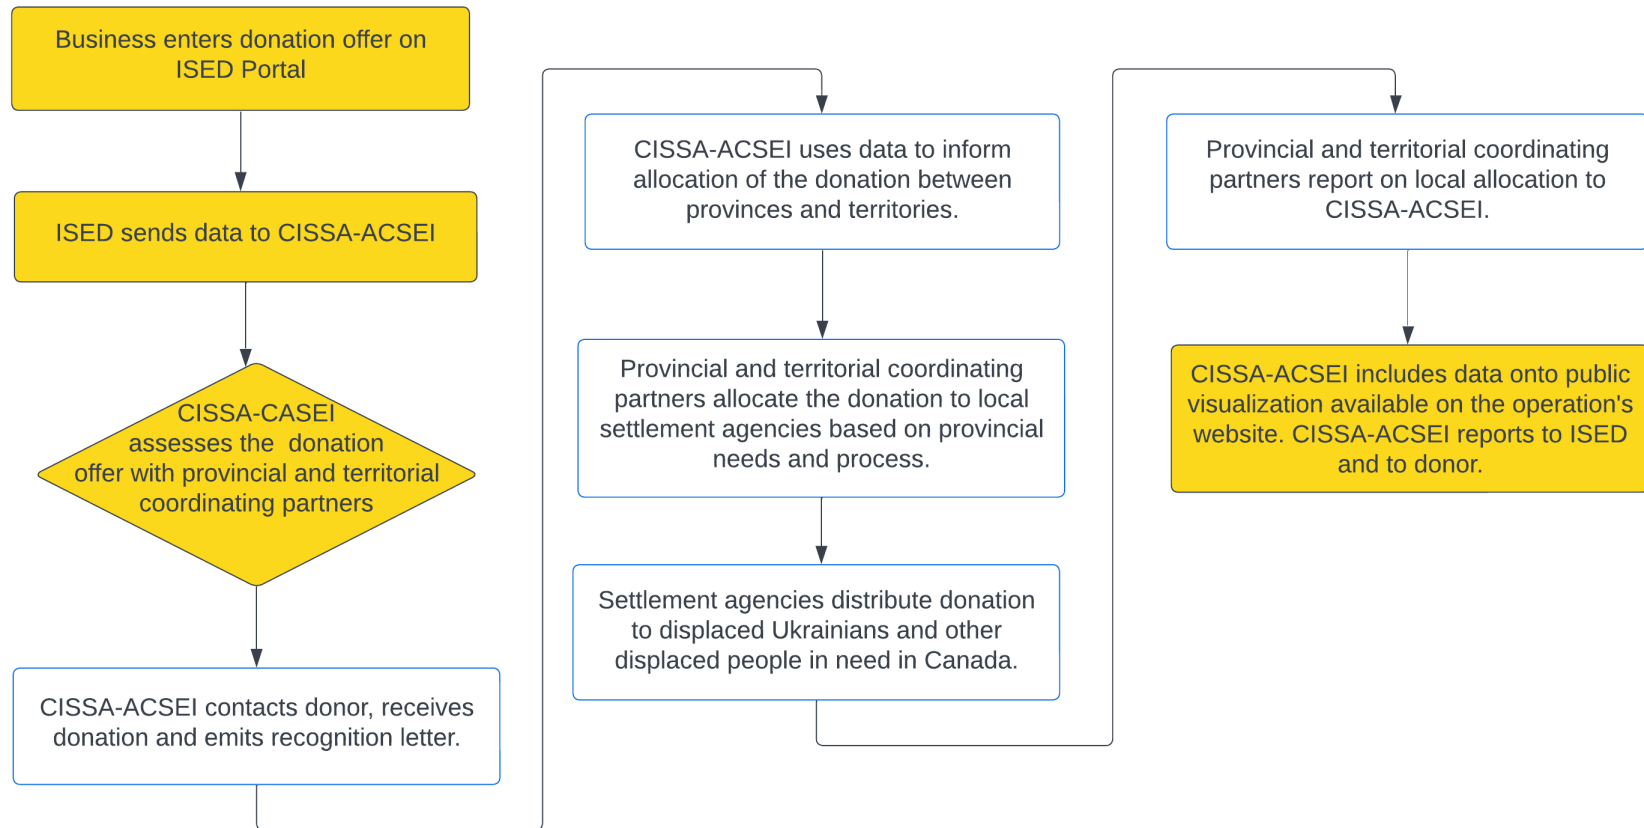 Business enters donation offer on
ISED Portal
ISED sends data to CISSA-ACSEI
CISSA-CASEI
assesses the donation
offer with provincial and territorial
coordinating partners
CISSA-ACSEI contacts donor, receives
donation and emits recognition letter.
CISSA-ACSEI uses data to inform
allocation of the donation between
provinces and territories.
Provincial and territorial coordinating
partners allocate the donation to local
settlement agencies based on provincial
needs and process.
Settlement agencies distribute donation
to displaced Ukrainians and other
displaced people in need in Canada.
Provincial and territorial coordinating
partners report on local allocation to
CISSA-ACSEI.
CISSA-ACSEI includes data onto public
visualization available on the operation's
website. CISSA-ACSEI reports to ISED
and to donor.